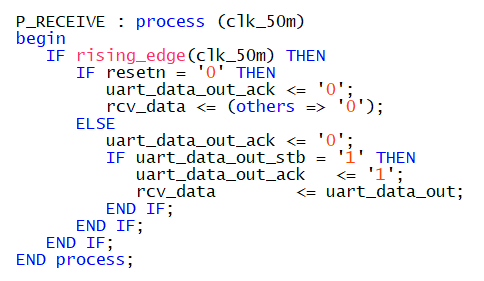 P_RECEIVE : process (clk_50m)
begin
   IF rising_edge(clk_50m) THEN
      IF resetn = '0' THEN
         uart_data_out_ack <= '0';
         rcv_data <= (others => '0');
      ELSE
         uart_data_out_ack <= '0';
         IF uart_data_out_stb = '1' THEN
            uart_data_out_ack   <= '1';
            rcv_data        <= uart_data_out;
         END IF;
      END IF;
   END IF;
END process;